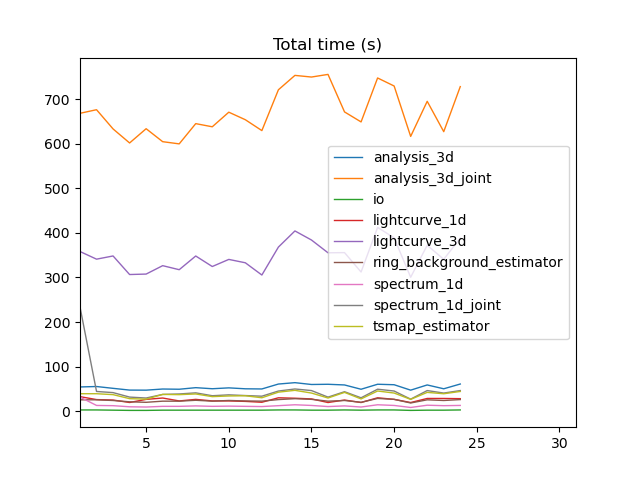 Total time (s)
700
600
500
400
300
200
100
0
analysis_3d
analysis_3d_joint
io
lightcurve_1d
lightcurve_3d
ring_background_estimator
spectrum_1d
spectrum_1d_joint
tsmap_estimator
5 10 15 20 25 30